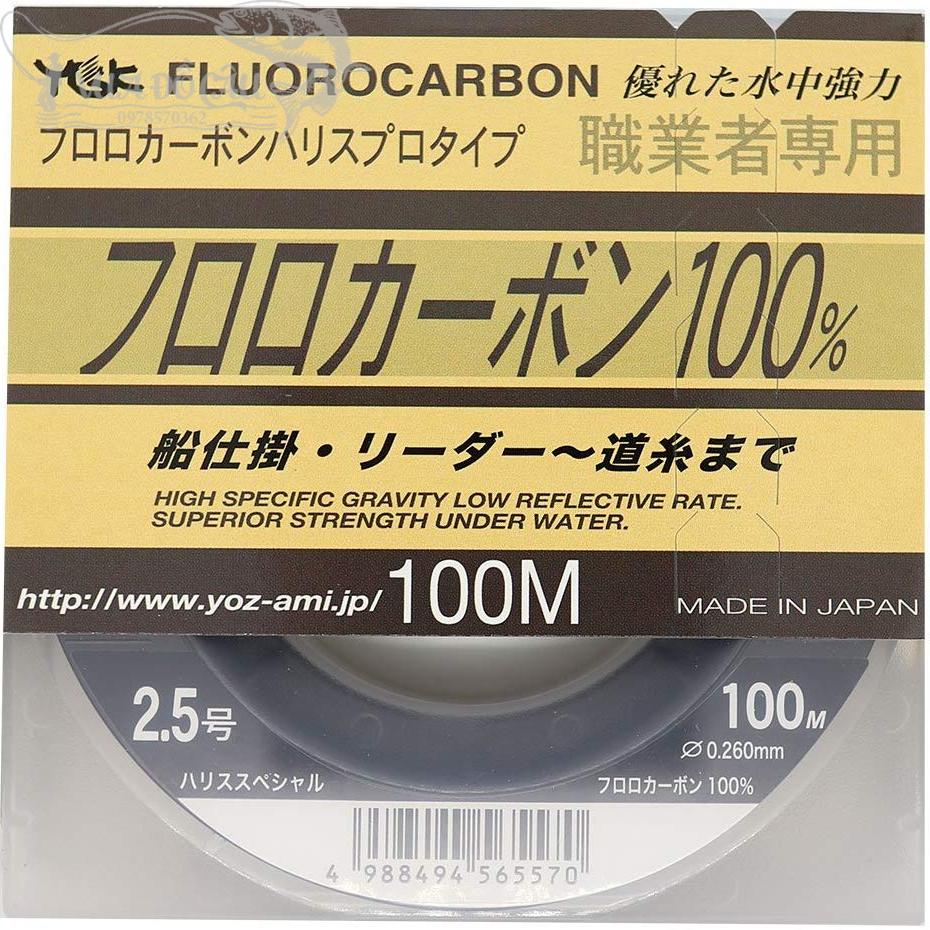 YGK FLUOROCARBON 優れた水中強力
0978570362
フロロカーボンハリスプロタイプ 職業者専用
フロロカーボン100%
船仕掛・リーダー〜道糸まで
HIGH SPECIFIC GRAVITY LOW REFLECTIVE RATE.
SUPERIOR STRENGTH UNDER WATER.
http://www.yoz-ami.jp/ 100M MADE IN JAPAN
2.5号 100M
⌀0.260mm
ハリススペシャル フロロカーボン100%
4 988494 565570